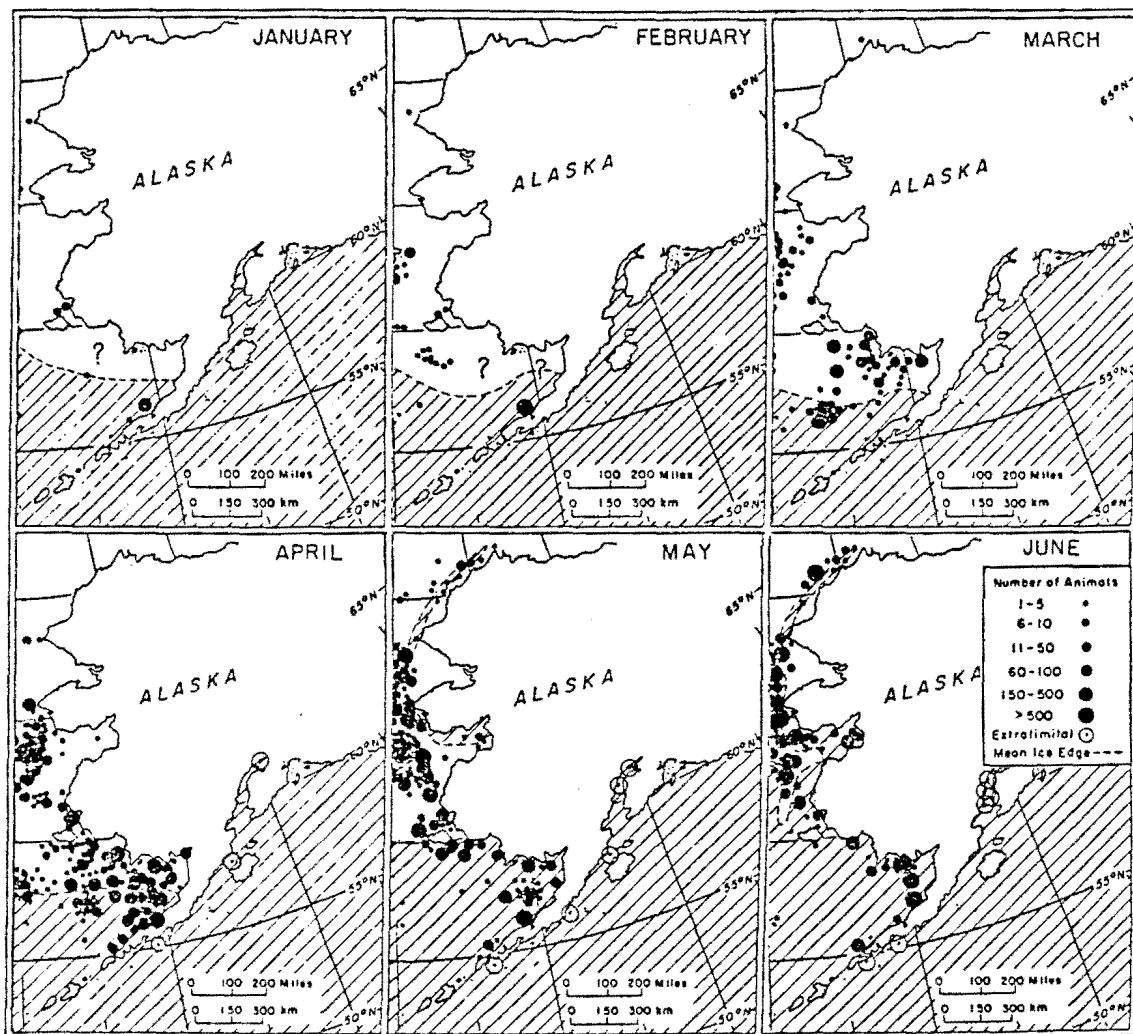 JANUARY
65°N
ALASKA
60°N
?
55°N
0 100 200 Miles
0 150 300 km
50°N
FEBRUARY
65°N
ALASKA
60°N
? ?
55°N
0 100 200 Miles
0 150 300 km
50°N
MARCH
65°N
ALASKA
60°N
55°N
0 100 200 Miles
0 150 300 km
50°N
APRIL
65°N
ALASKA
60°N
55°N
0 100 200 Miles
0 150 300 km
50°N
MAY
65°N
ALASKA
60°N
55°N
0 100 200 Miles
0 150 300 km
50°N
JUNE
Number of Animals
1-5
6-10
11-50
60-100
150-500
>500
Extralimital
Mean Ice Edge
65°N
ALASKA
60°N
55°N
0 100 200 Miles
0 150 300 km
50°N